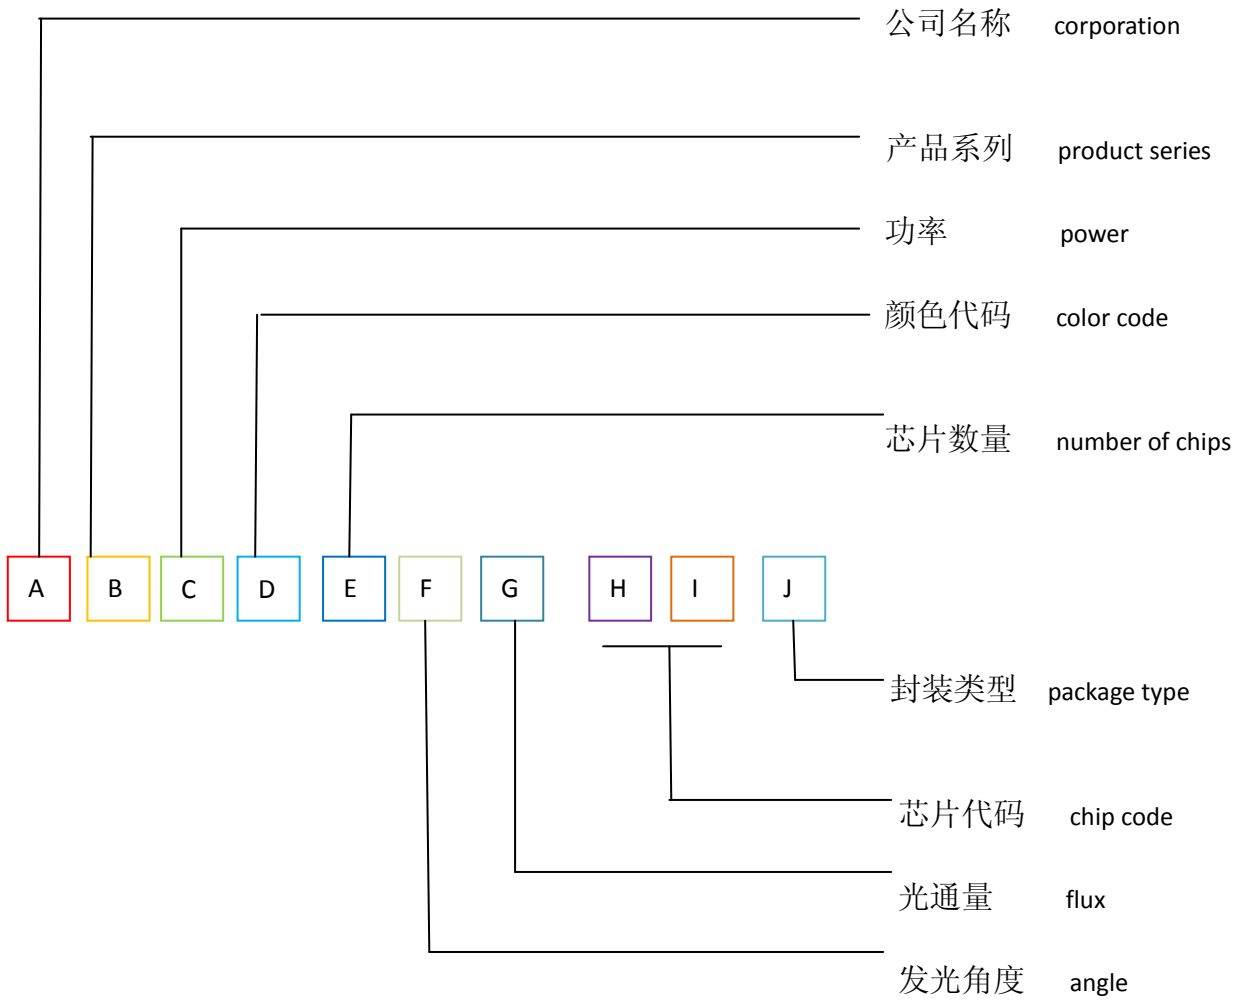 公司名称 corporation
产品系列 product series
功率 power
颜色代码 color code
芯片数量 number of chips
A B C D E F G H I J
封装类型 package type
芯片代码 chip code
光通量 flux
发光角度 angle